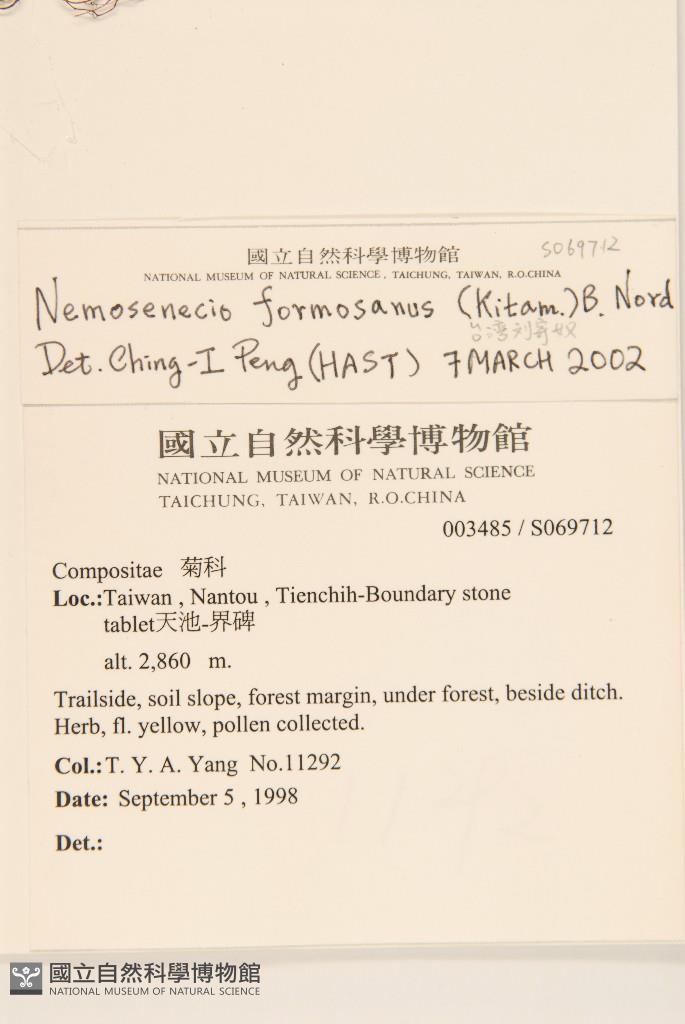 國立自然科學博物館 S069712
NATIONAL MUSEUM OF NATURAL SCIENCE, TAICHUNG, TAIWAN, R.O.CHINA
Nemosenecio formosanus (Kitam.) B. Nord
台湾刘寄奴
Det. Ching-I Peng (HAST) 7 MARCH 2002
國立自然科學博物館
NATIONAL MUSEUM OF NATURAL SCIENCE
TAICHUNG, TAIWAN, R.O.CHINA
003485 / S069712
Compositae 菊科
Loc.:Taiwan , Nantou , Tienchih-Boundary stone
tablet天池-界碑
alt. 2,860 m.
Trailside, soil slope, forest margin, under forest, beside ditch.
Herb, fl. yellow, pollen collected.
Col.: T. Y. A. Yang No.11292
Date: September 5 , 1998
Det.:
國立自然科學博物館
NATIONAL MUSEUM OF NATURAL SCIENCE